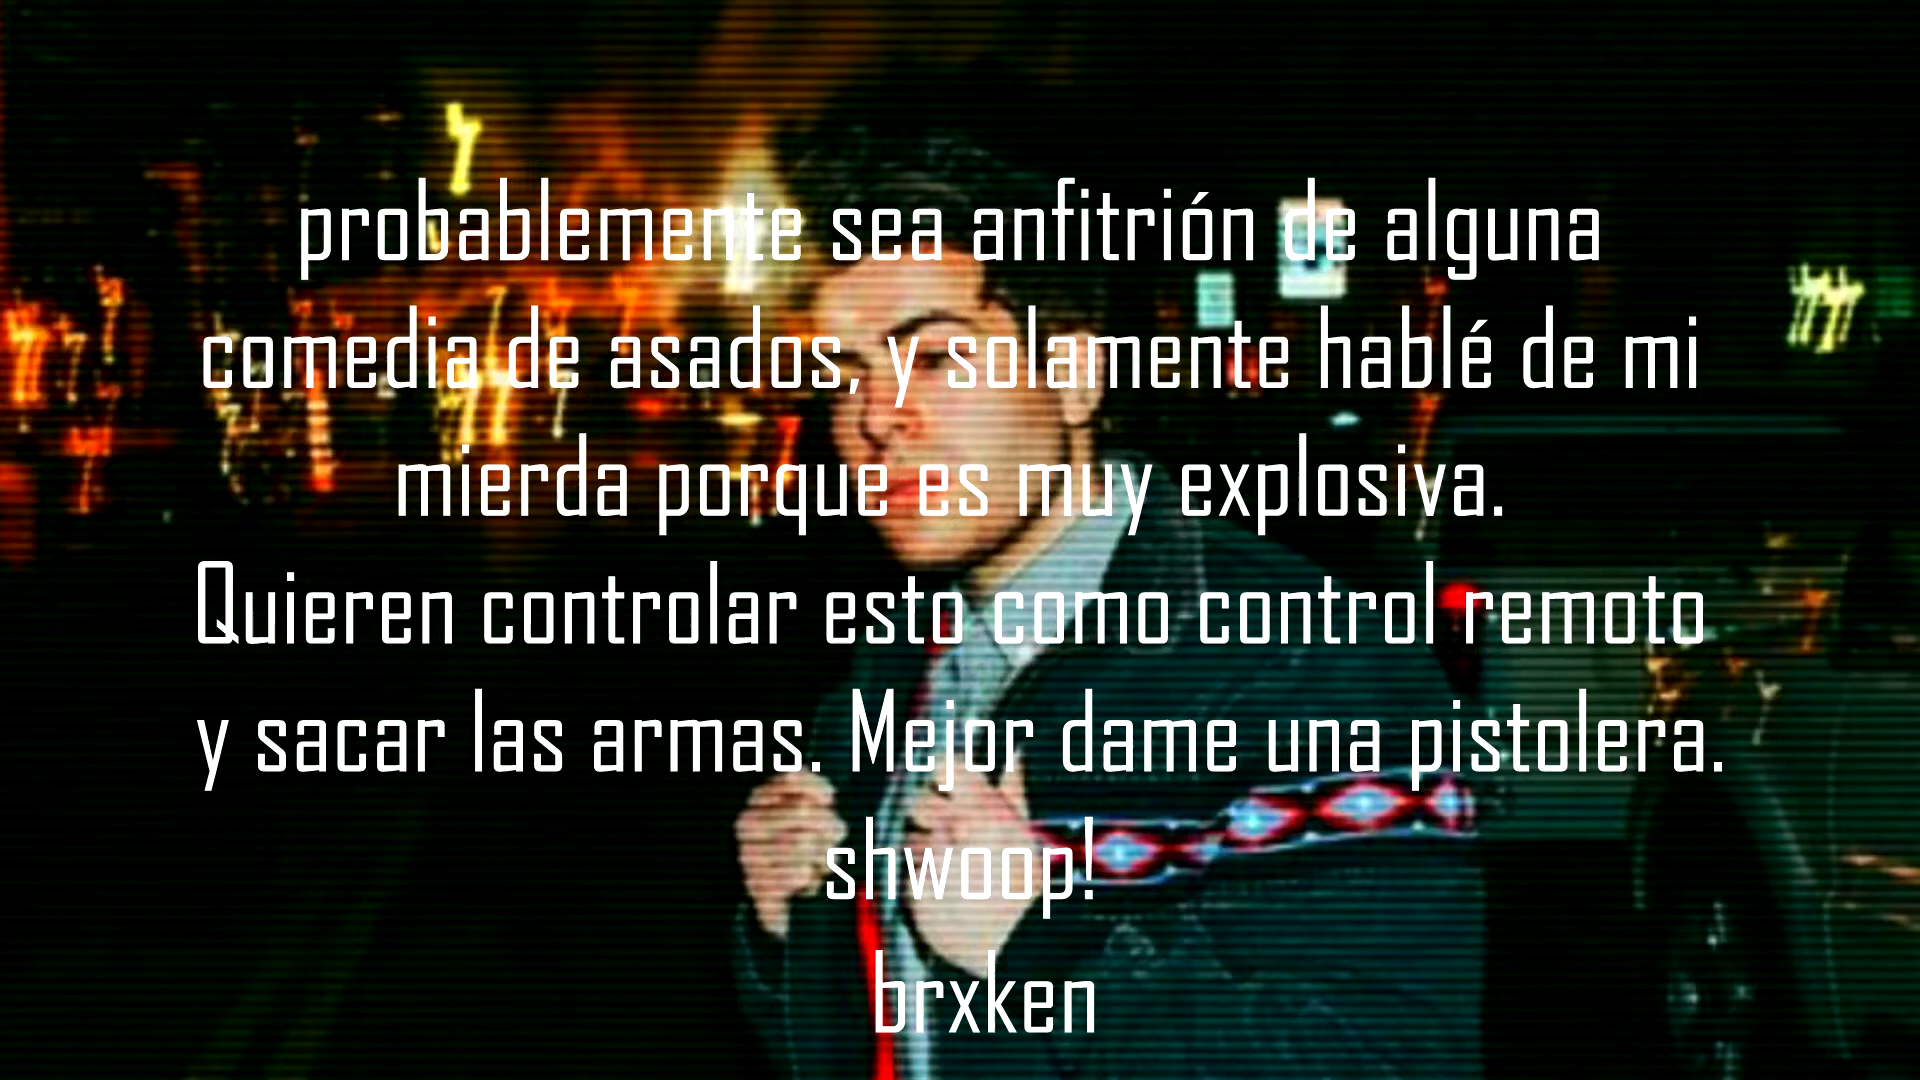 probablemente sea anfitrión de alguna
comedia de asados, y solamente hablé de mi
mierda porque es muy explosiva.
Quieren controlar esto como control remoto
y sacar las armas. Mejor dame una pistolera.
shwoop!
brxken